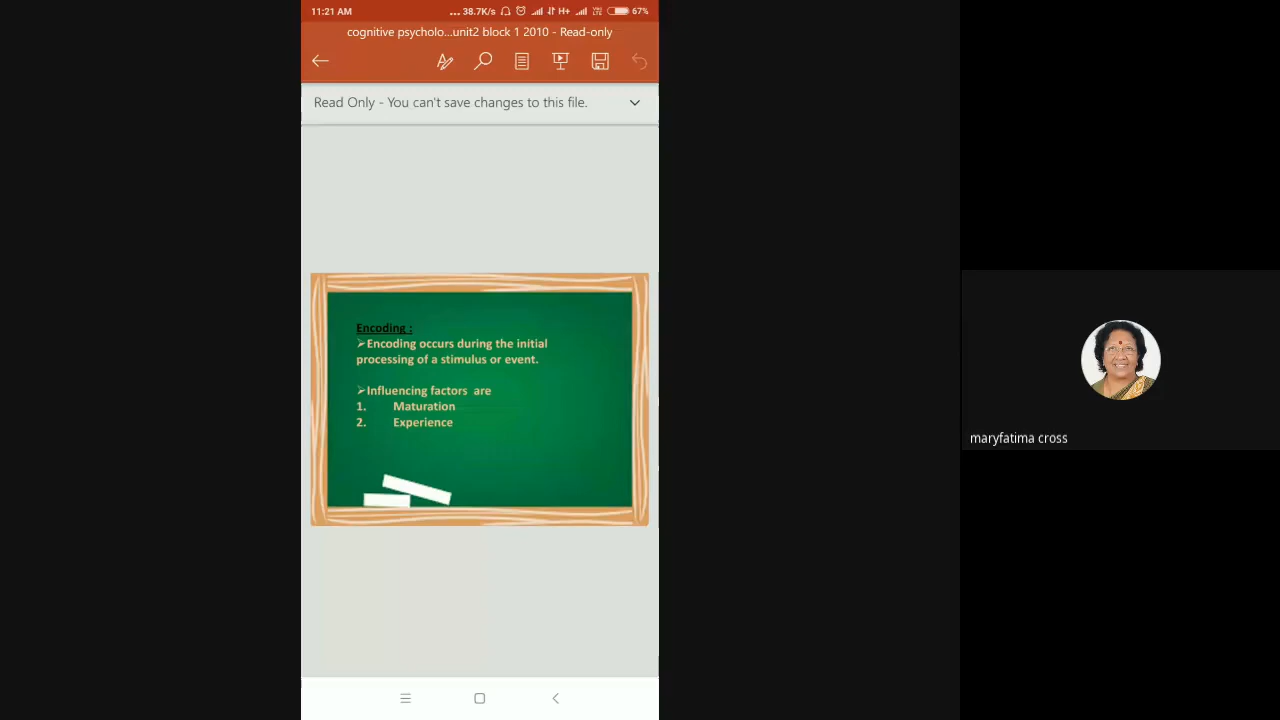 11:21 AM
... 38.7K/s H+ 67%
cognitive psycholo...unit2 block 1 2010 - Read-only
Read Only - You can't save changes to this file.
Encoding :
➢Encoding occurs during the initial
processing of a stimulus or event.
➢Influencing factors are
1. Maturation
2. Experience
maryfatima cross